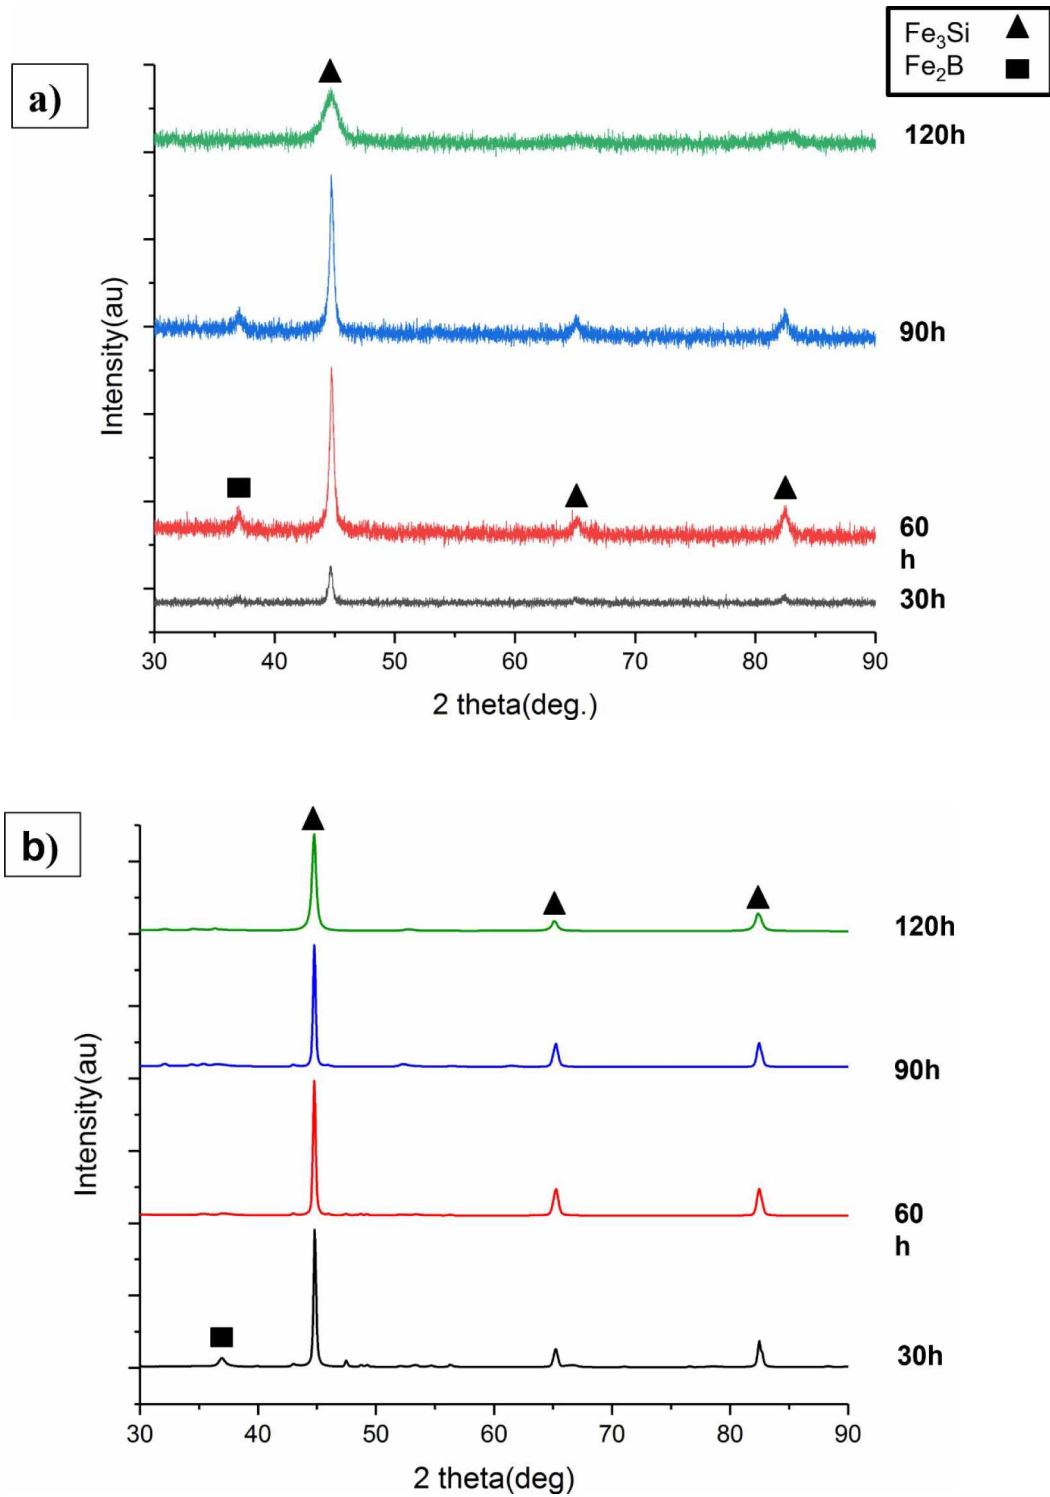 Fe₃Si ▲
Fe₂B ■
a)
120h
90h
60
h
30h
Intensity(au)
30 40 50 60 70 80 90
2 theta(deg.)
b)
120h
90h
60
h
30h
Intensity(au)
30 40 50 60 70 80 90
2 theta(deg)